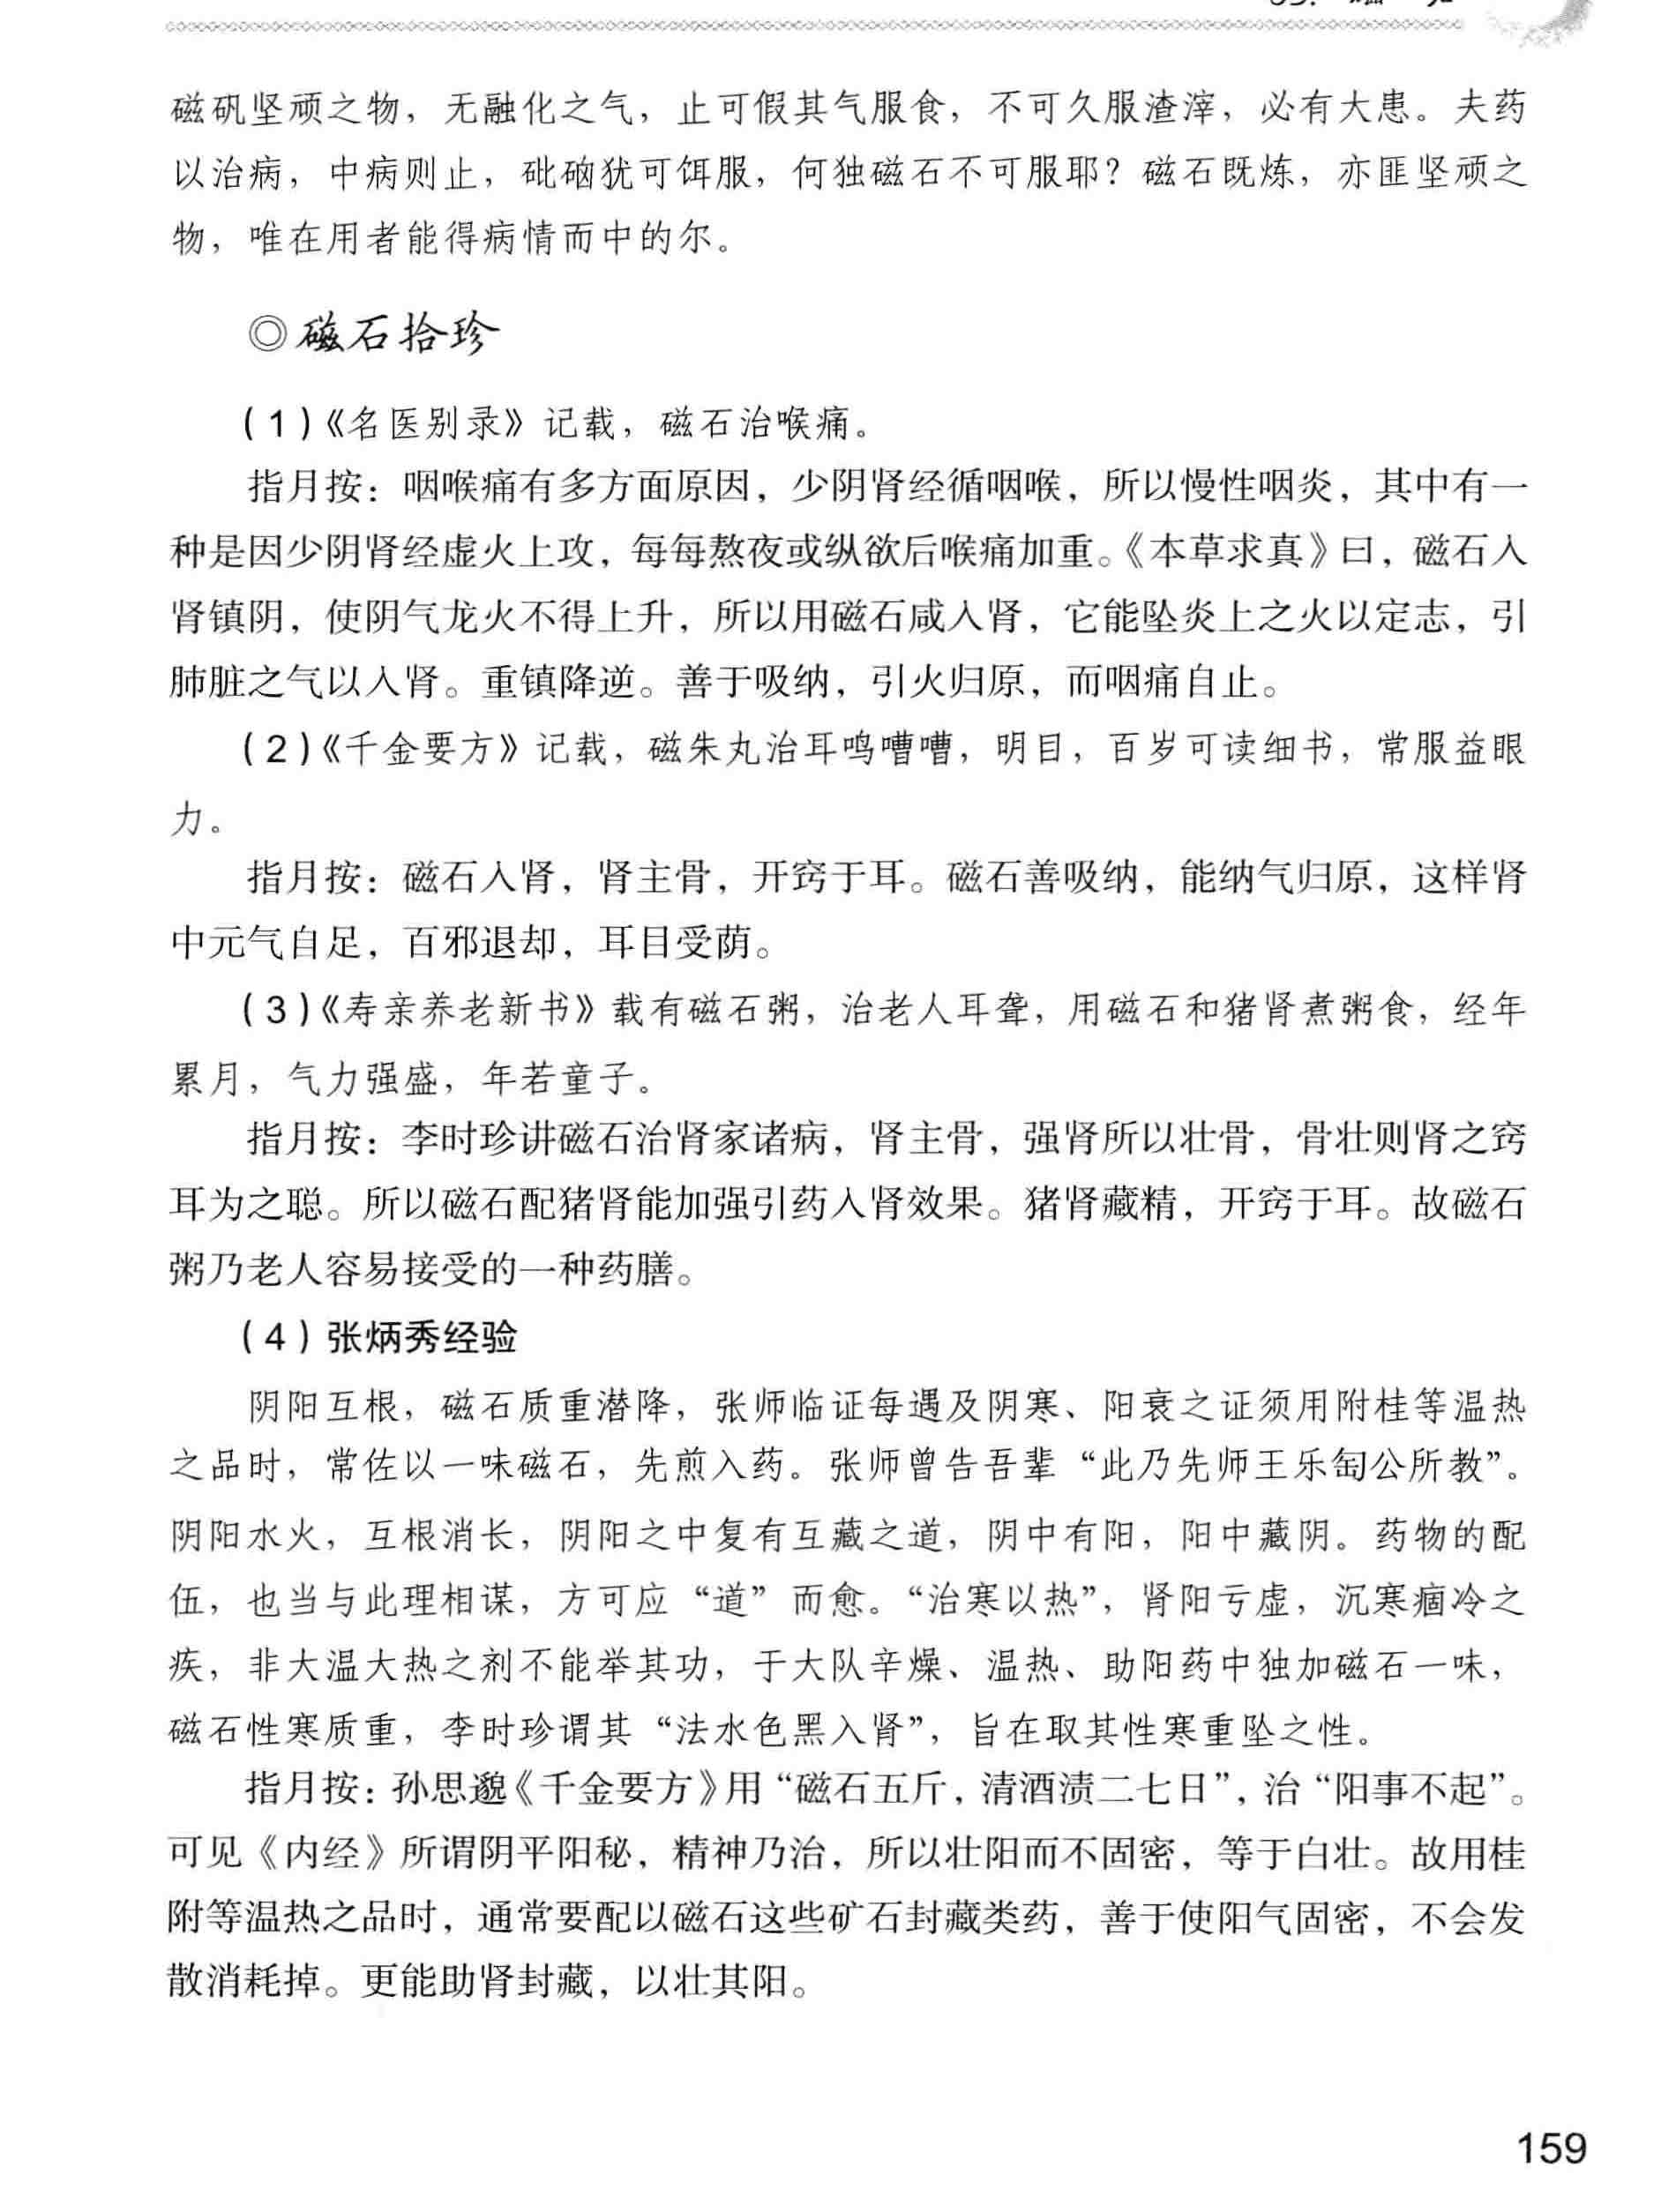 磁矾坚顽之物，无融化之气，止可假其气服食，不可久服渣滓，必有大患。夫药
以治病，中病则止，砒硇犹可饵服，何独磁石不可服耶？磁石既炼，亦匪坚顽之
物，唯在用者能得病情而中的尔。
◎磁石拾珍
（1）《名医别录》记载，磁石治喉痛。
指月按：咽喉痛有多方面原因，少阴肾经循咽喉，所以慢性咽炎，其中有一
种是因少阴肾经虚火上攻，每每熬夜或纵欲后喉痛加重。《本草求真》曰，磁石入
肾镇阴，使阴气龙火不得上升，所以用磁石咸入肾，它能坠炎上之火以定志，引
肺脏之气以入肾。重镇降逆。善于吸纳，引火归原，而咽痛自止。
（2）《千金要方》记载，磁朱丸治耳鸣嘈嘈，明目，百岁可读细书，常服益眼
力。
指月按：磁石入肾，肾主骨，开窍于耳。磁石善吸纳，能纳气归原，这样肾
中元气自足，百邪退却，耳目受荫。
（3）《寿亲养老新书》载有磁石粥，治老人耳聋，用磁石和猪肾煮粥食，经年
累月，气力强盛，年若童子。
指月按：李时珍讲磁石治肾家诸病，肾主骨，强肾所以壮骨，骨壮则肾之窍
耳为之聪。所以磁石配猪肾能加强引药入肾效果。猪肾藏精，开窍于耳。故磁石
粥乃老人容易接受的一种药膳。
（4）张炳秀经验
阴阳互根，磁石质重潜降，张师临证每遇及阴寒、阳衰之证须用附桂等温热
之品时，常佐以一味磁石，先煎入药。张师曾告吾辈“此乃先师王乐匋公所教”。
阴阳水火，互根消长，阴阳之中复有互藏之道，阴中有阳，阳中藏阴。药物的配
伍，也当与此理相谋，方可应“道”而愈。“治寒以热”，肾阳亏虚，沉寒痼冷之
疾，非大温大热之剂不能举其功，于大队辛燥、温热、助阳药中独加磁石一味，
磁石性寒质重，李时珍谓其“法水色黑入肾”，旨在取其性寒重坠之性。
指月按：孙思邈《千金要方》用“磁石五斤，清酒渍二七日”，治“阳事不起”。
可见《内经》所谓阴平阳秘，精神乃治，所以壮阳而不固密，等于白壮。故用桂
附等温热之品时，通常要配以磁石这些矿石封藏类药，善于使阳气固密，不会发
散消耗掉。更能助肾封藏，以壮其阳。
159